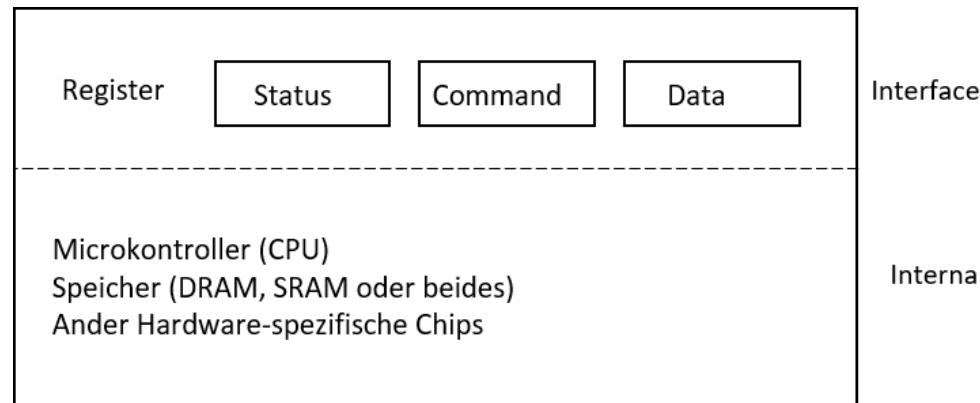 Register Status Command Data Interface
Microkontroller (CPU)
Speicher (DRAM, SRAM oder beides)
Ander Hardware-spezifische Chips
Interna